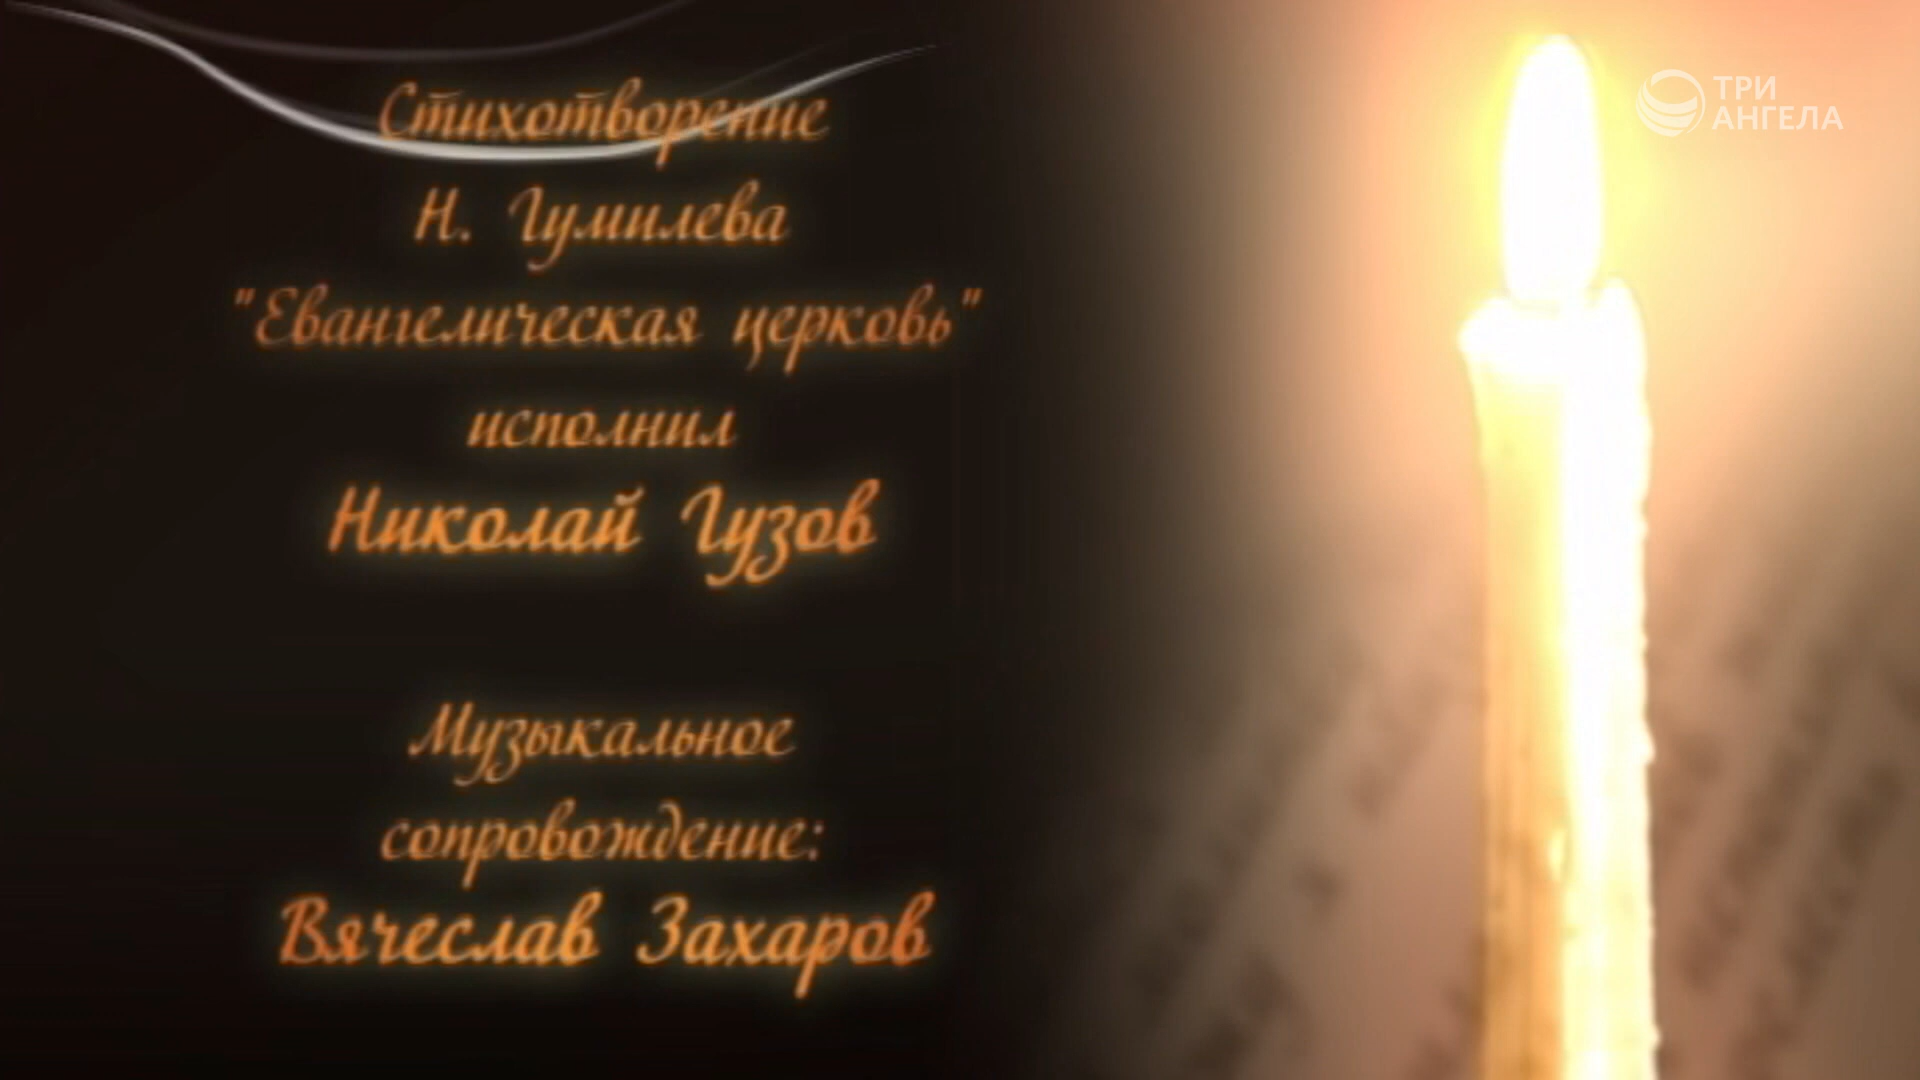 Стихотворение
Н. Гумилева
"Евангелическая церковь"
исполнил
Николай Гузов
Музыкальное
сопровождение:
Вячеслав Захаров
ТРИ
АНГЕЛА